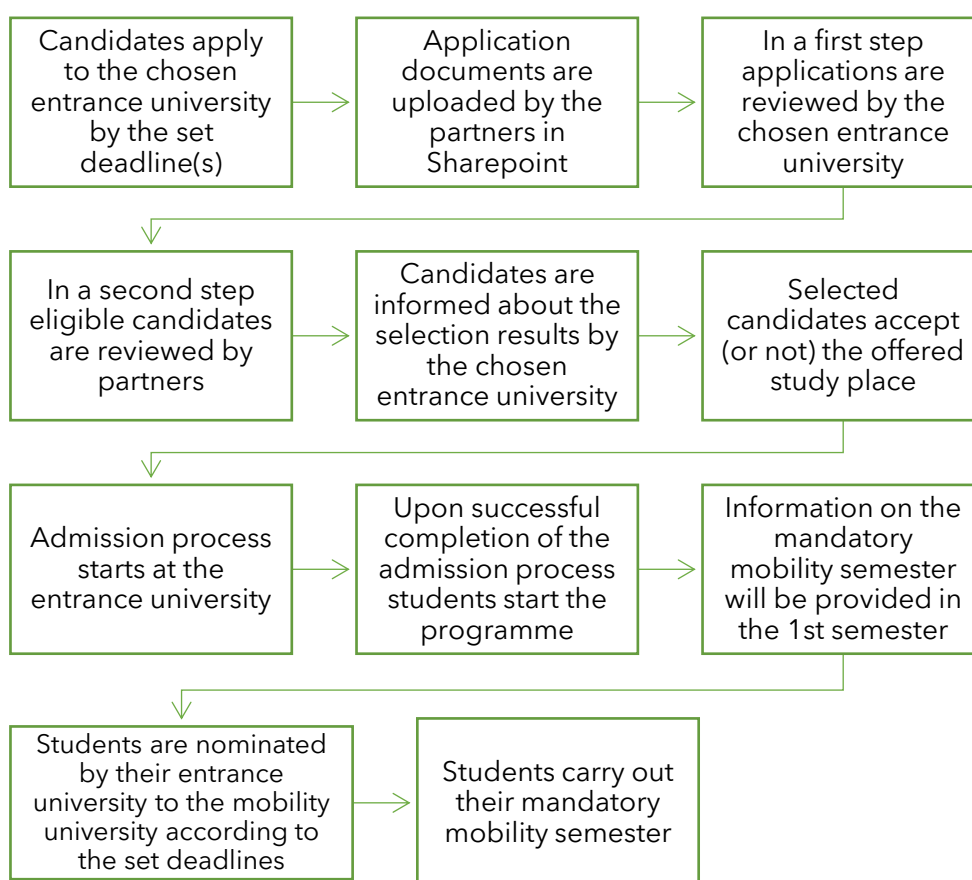 Candidates apply
to the chosen
entrance university
by the set
deadline(s)
Application
documents are
uploaded by the
partners in
Sharepoint
In a first step
applications are
reviewed by the
chosen entrance
university
In a second step
eligible candidates
are reviewed by
partners
Candidates are
informed about the
selection results by
the chosen
entrance university
Selected
candidates accept
(or not) the offered
study place
Admission process
starts at the
entrance university
Upon successful
completion of the
admission process
students start the
programme
Information on the
mandatory
mobility semester
will be provided in
the 1st semester
Students are nominated
by their entrance
university to the mobility
university according to
the set deadlines
Students carry out
their mandatory
mobility semester